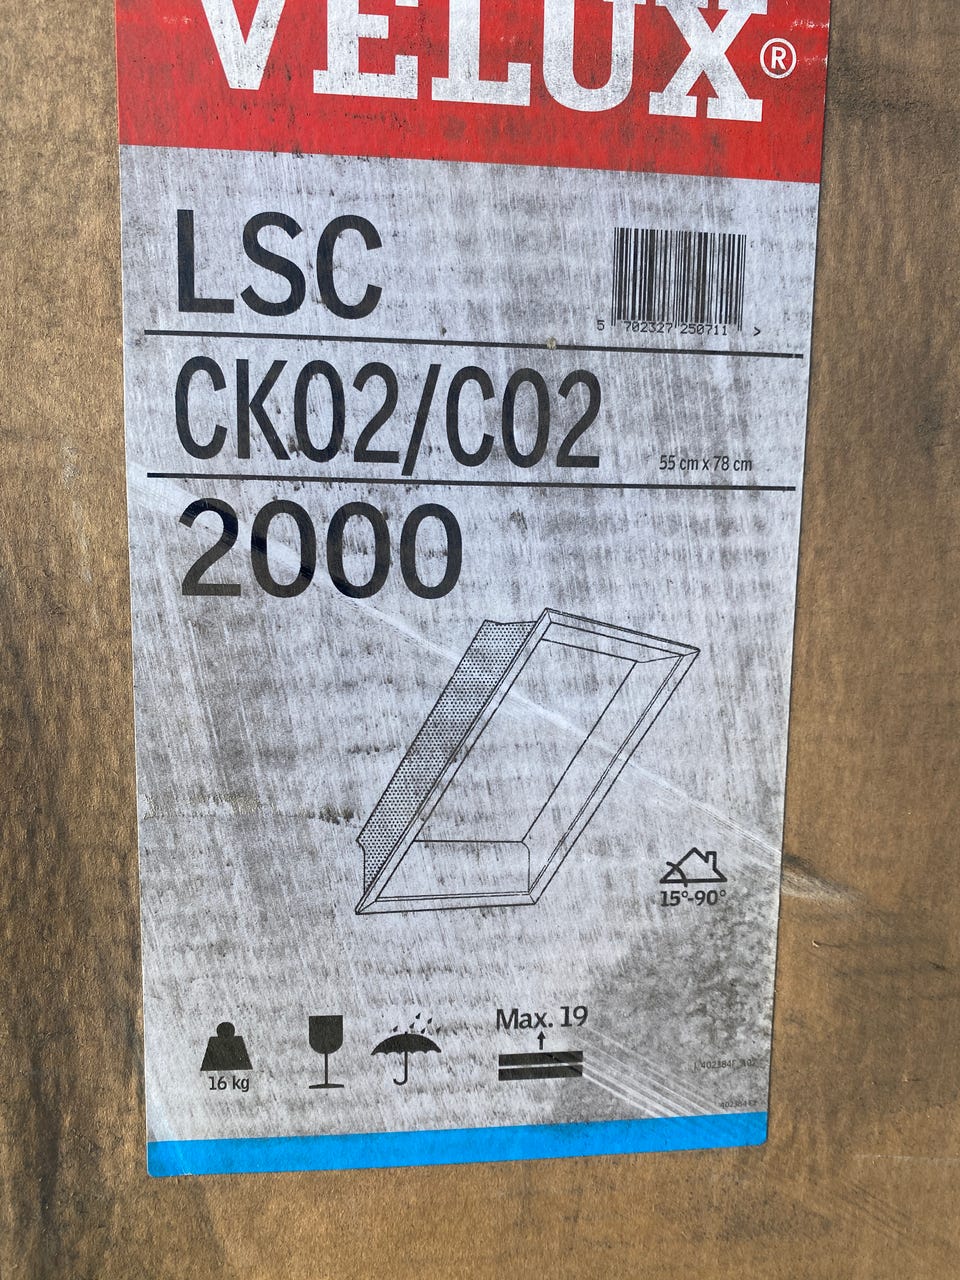 VELUX®
LSC
5 702327 250711 >
CK02/C02
55 cm x 78 cm
2000
15°-90°
Max. 19
16 kg